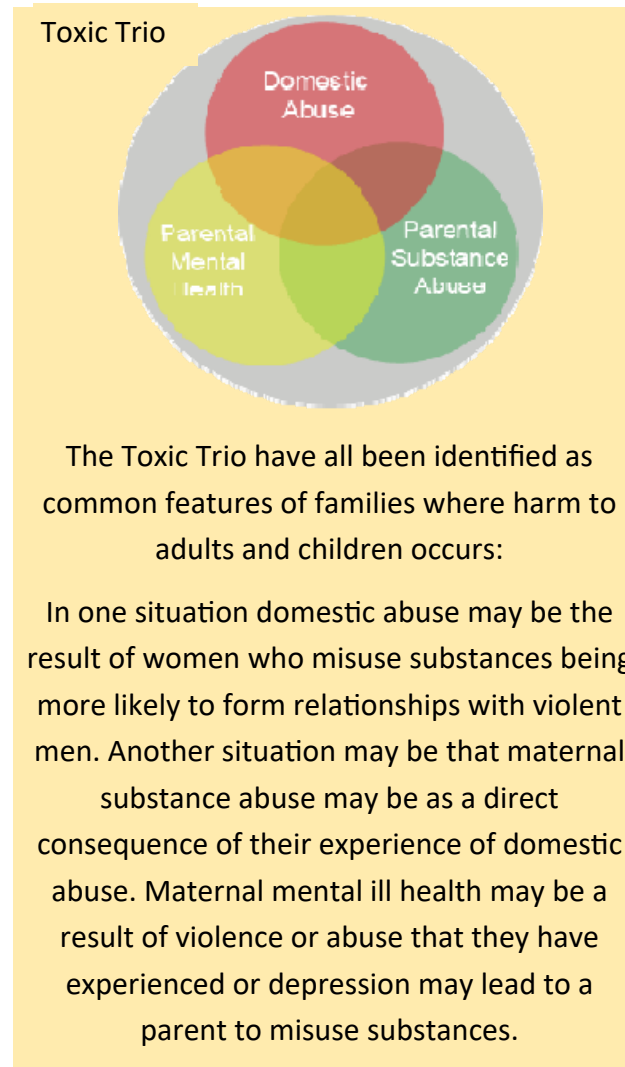 Toxic Trio
Domestic
Abuse
Parental
Mental
Health
Parental
Substance
Abuse
The Toxic Trio have all been identified as
common features of families where harm to
adults and children occurs:
In one situation domestic abuse may be the
result of women who misuse substances being
more likely to form relationships with violent
men. Another situation may be that maternal
substance abuse may be as a direct
consequence of their experience of domestic
abuse. Maternal mental ill health may be a
result of violence or abuse that they have
experienced or depression may lead to a
parent to misuse substances.